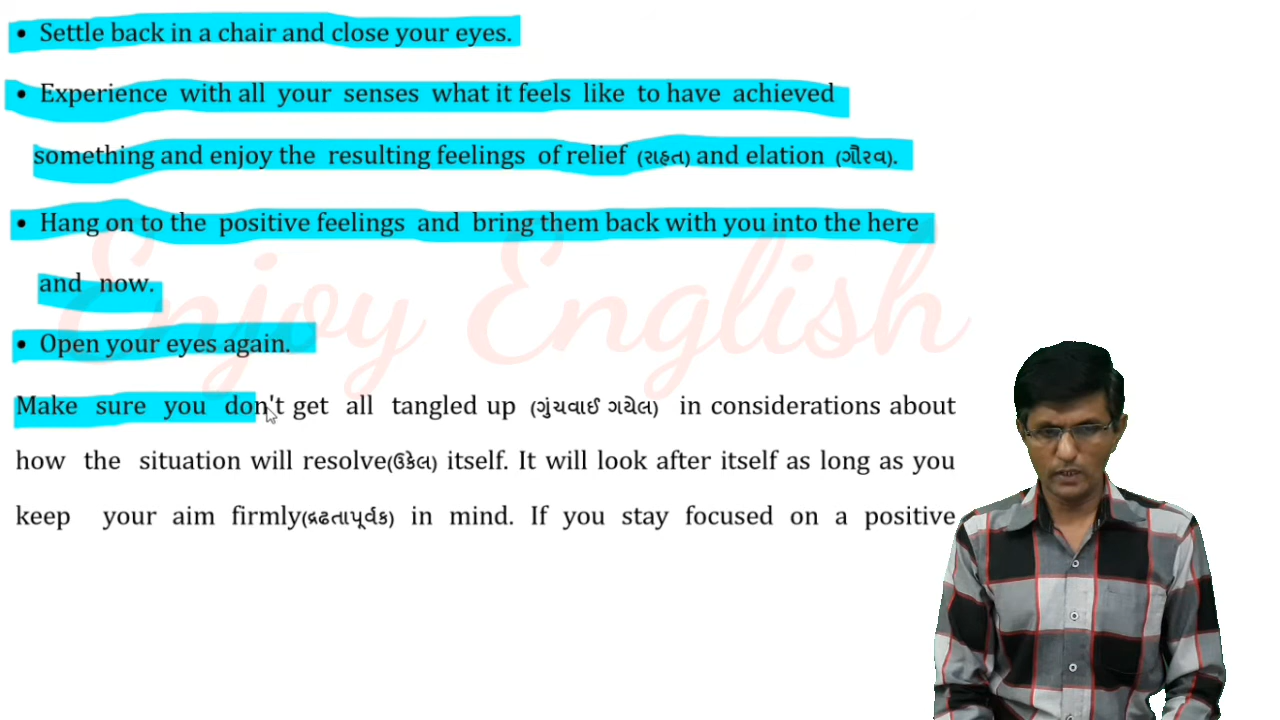 • Settle back in a chair and close your eyes.
• Experience with all your senses what it feels like to have achieved
something and enjoy the resulting feelings of relief (રાહત) and elation (ગૌરવ).
• Hang on to the positive feelings and bring them back with you into the here
and now.
• Open your eyes again.
Make sure you don't get all tangled up (ગુંચવાઈ ગયેલ) in considerations about
how the situation will resolve(ઉકેલ) itself. It will look after itself as long as you
keep your aim firmly(દ્રઢતાપૂર્વક) in mind. If you stay focused on a positive
Enjoy English